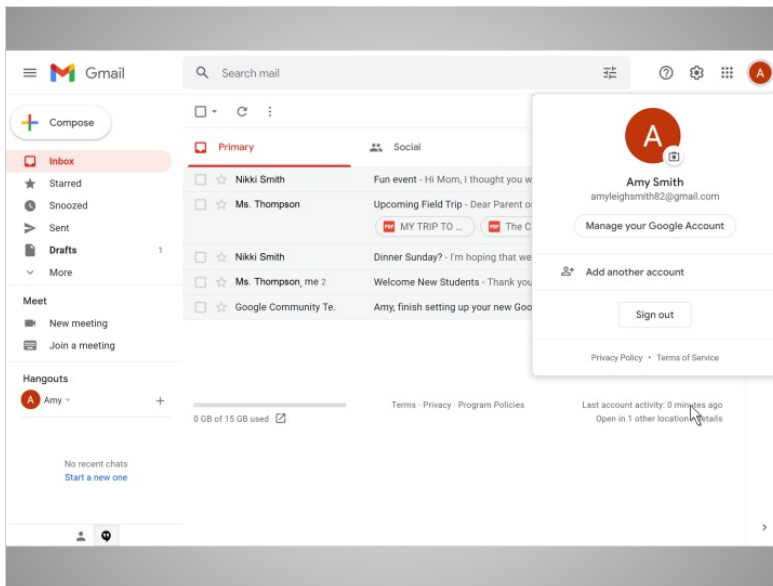 Gmail
Search mail
A
Compose
Inbox
Starred
Snoozed
Sent
Drafts 1
More
Meet
New meeting
Join a meeting
Hangouts
A Amy
No recent chats
Start a new one
Primary
Social
Nikki Smith Fun event - Hi Mom, I thought you w
Ms. Thompson Upcoming Field Trip - Dear Parent o
PDF MY TRIP TO ... PDF The C
Nikki Smith Dinner Sunday? - I'm hoping that we
Ms. Thompson, me 2 Welcome New Students - Thank you
Google Community Te. Amy, finish setting up your new Goo
A
Amy Smith
amyleighsmith82@gmail.com
Manage your Google Account
Add another account
Sign out
Privacy Policy • Terms of Service
0 GB of 15 GB used
Terms · Privacy · Program Policies
Last account activity: 0 minutes ago
Open in 1 other location · Details